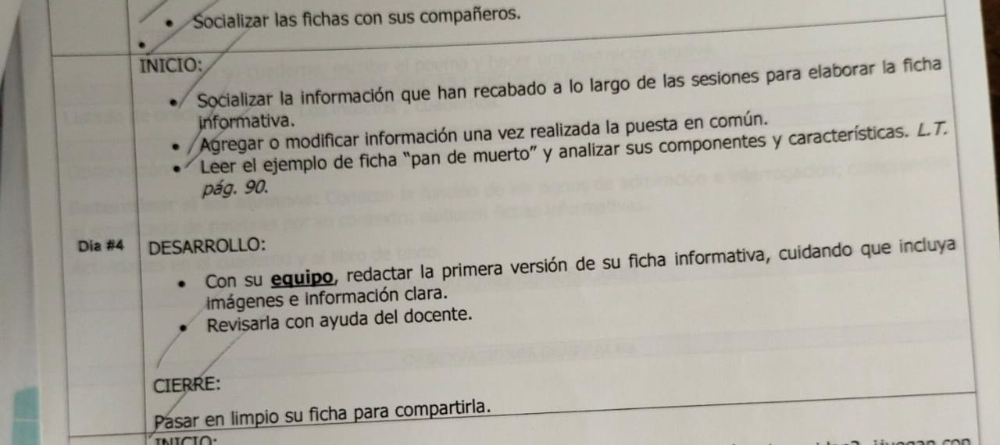 • Socializar las fichas con sus compañeros.
•
INICIO:
• Socializar la información que han recabado a lo largo de las sesiones para elaborar la ficha
informativa.
• Agregar o modificar información una vez realizada la puesta en común.
• Leer el ejemplo de ficha "pan de muerto" y analizar sus componentes y características. L.T.
pág. 90.
Día #4
DESARROLLO:
• Con su equipo, redactar la primera versión de su ficha informativa, cuidando que incluya
imágenes e información clara.
• Revisarla con ayuda del docente.
CIERRE:
Pasar en limpio su ficha para compartirla.
INICIO:
con